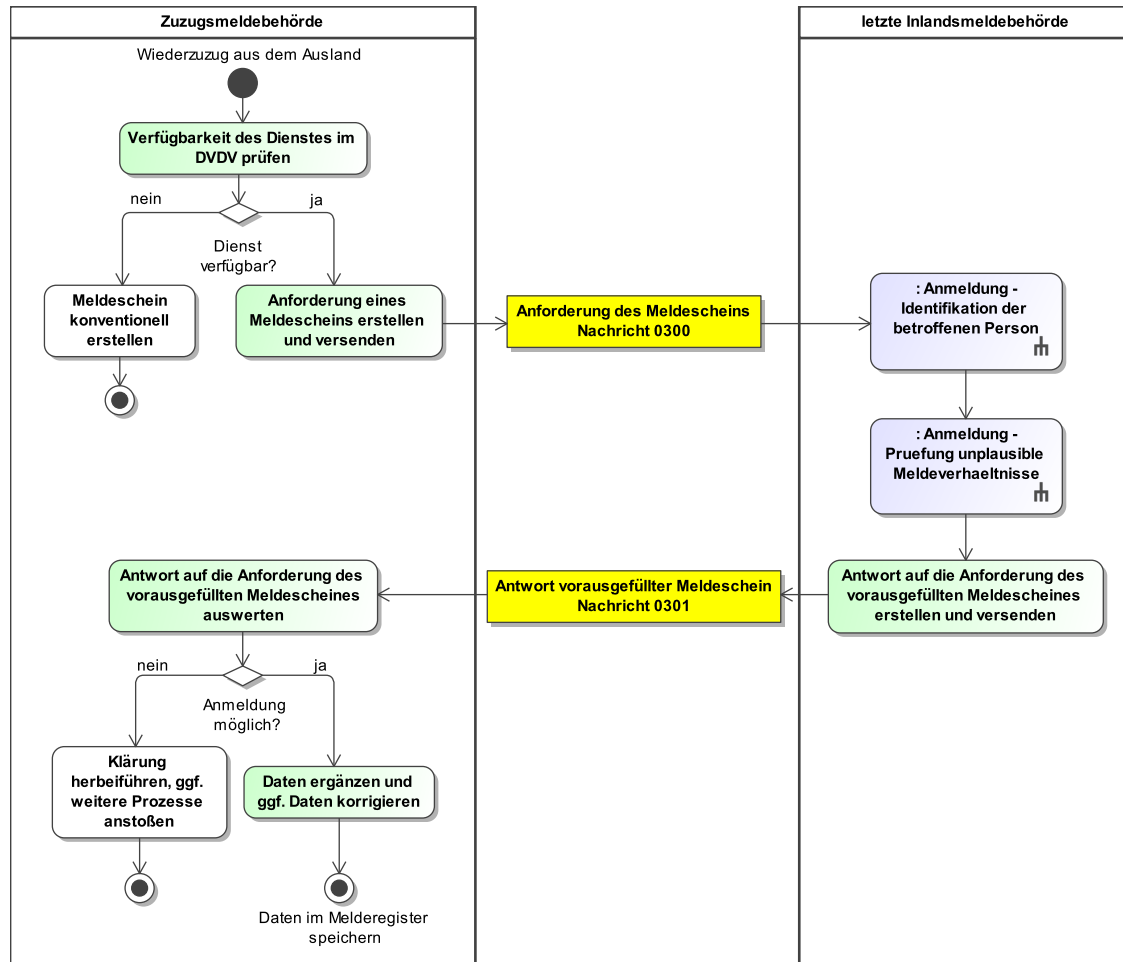 Zuzugsmeldebehörde
letzte Inlandsmeldebehörde
Wiederzuzug aus dem Ausland
Verfügbarkeit des Dienstes im
DVDV prüfen
nein
ja
Dienst
verfügbar?
Meldeschein
konventionell
erstellen
Anforderung eines
Meldescheins erstellen
und versenden
Anforderung des Meldescheins
Nachricht 0300
: Anmeldung -
Identifikation der
betroffenen Person
: Anmeldung -
Pruefung unplausible
Meldeverhaeltnisse
Antwort auf die Anforderung des
vorausgefüllten Meldescheines
erstellen und versenden
Antwort vorausgefüllter Meldeschein
Nachricht 0301
Antwort auf die Anforderung des
vorausgefüllten Meldescheines
auswerten
nein
ja
Anmeldung
möglich?
Klärung
herbeiführen, ggf.
weitere Prozesse
anstoßen
Daten ergänzen und
ggf. Daten korrigieren
Daten im Melderegister
speichern